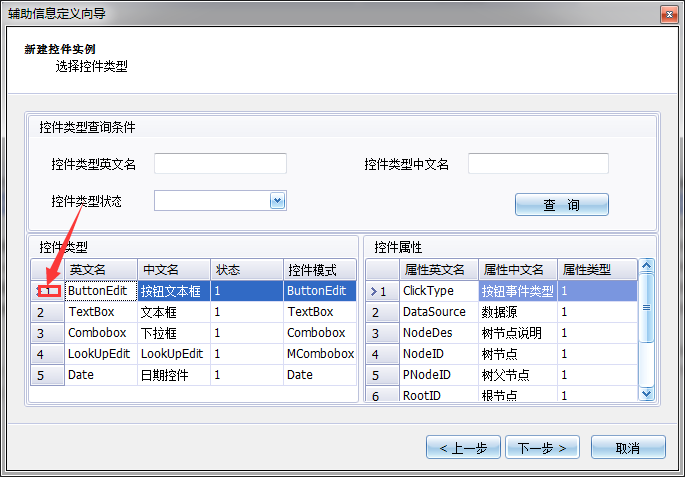 辅助信息定义向导
新建控件实例
选择控件类型
控件类型查询条件
控件类型英文名 控件类型中文名
控件类型状态 查 询
控件类型
英文名 中文名 状态 控件模式
1 ButtonEdit 按钮文本框 1 ButtonEdit
2 TextBox 文本框 1 TextBox
3 Combobox 下拉框 1 Combobox
4 LookUpEdit LookUpEdit 1 MCombobox
5 Date 日期控件 1 Date
控件属性
属性英文名 属性中文名 属性类型
> 1 ClickType 按钮事件类型 1
2 DataSource 数据源 1
3 NodeDes 树节点说明 1
4 NodeID 树节点 1
5 PNodeID 树父节点 1
6 RootID 根节点 1
< 上一步 下一步 > 取消